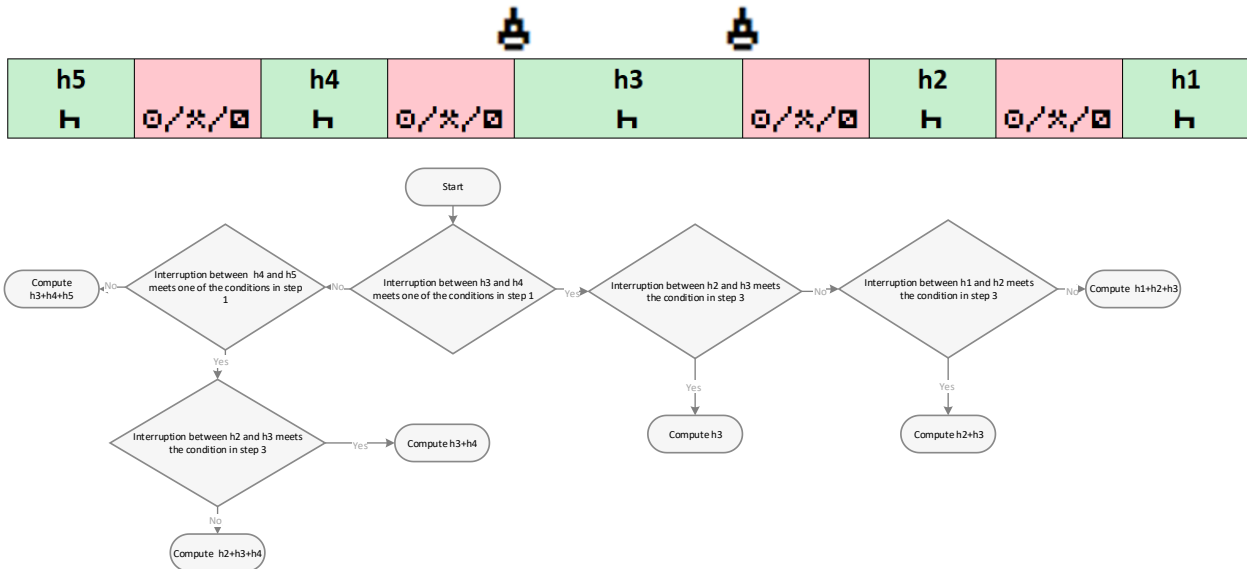 h5
h4
h3
h2
h1
Start
Interruption between h4 and h5
meets one of the conditions in step
1
Interruption between h3 and h4
meets one of the conditions in step 1
Interruption between h2 and h3 meets
the condition in step 3
Interruption between h1 and h2 meets
the condition in step 3
Compute
h3+h4+h5
No
No
Yes
No
No
Compute h1+h2+h3
Yes
Yes
Yes
Interruption between h2 and h3 meets
the condition in step 3
Yes
Compute h3+h4
Compute h3
Compute h2+h3
No
Compute h2+h3+h4